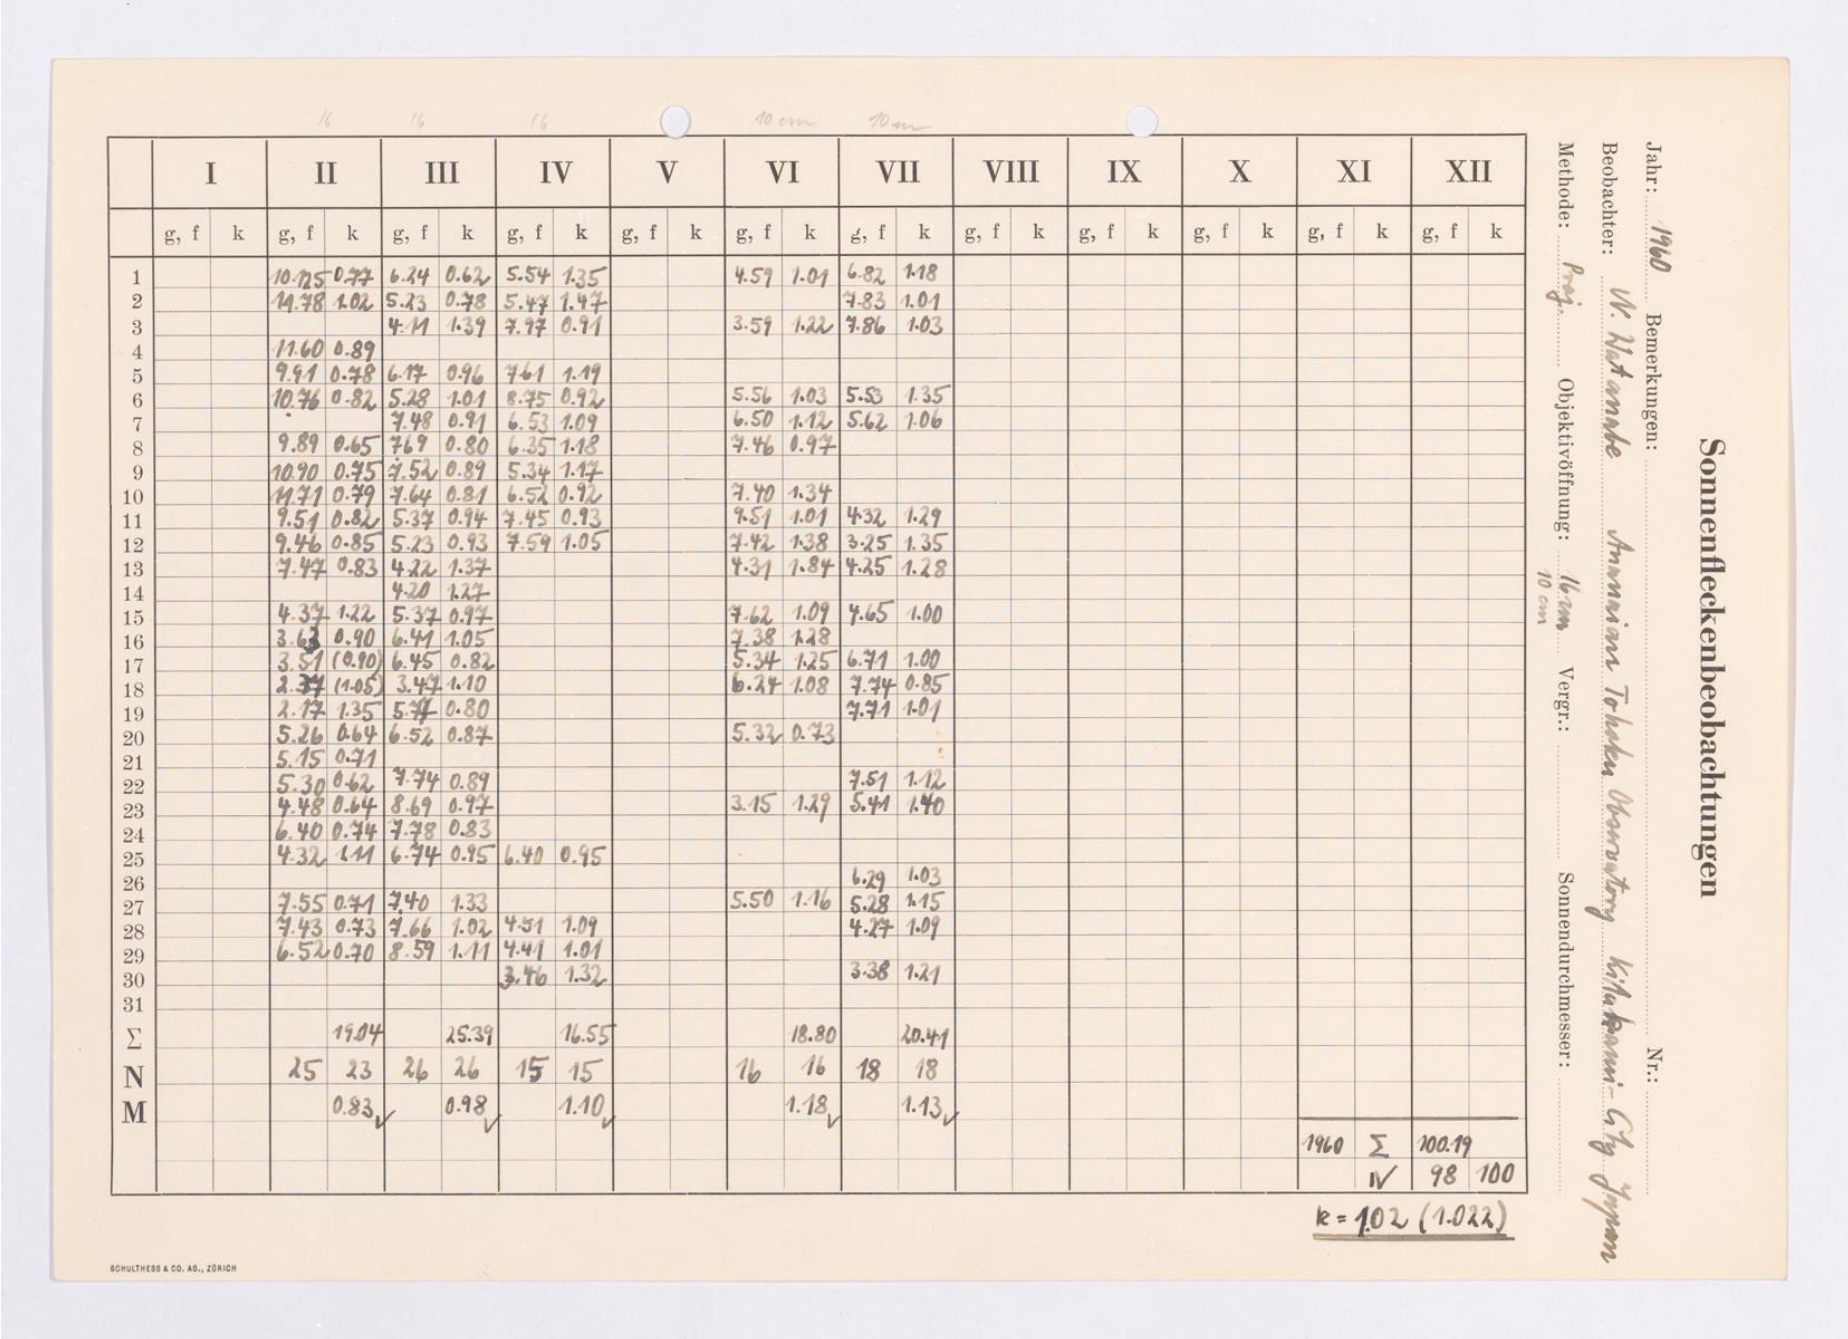 16 16 16 10 cm 10 cm
I II III IV V VI VII VIII IX X XI XII
g, f k g, f k g, f k g, f k g, f k g, f k g, f k g, f k g, f k g, f k g, f k g, f k
1 10.125 0.77 6.24 0.62 5.54 1.35 4.59 1.01 6.82 1.18
2 14.78 1.02 5.23 0.78 5.47 1.47 7.83 1.01
3 4.11 1.39 7.97 0.91 3.59 1.22 7.86 1.03
4 11.60 0.89
5 9.91 0.78 6.17 0.96 7.61 1.19
6 10.76 0.82 5.28 1.01 8.75 0.92 5.56 1.03 5.53 1.35
7 7.48 0.91 6.53 1.09 6.50 1.12 5.62 1.06
8 9.89 0.65 7.69 0.80 6.35 1.18 7.46 0.97
9 10.90 0.75 7.52 0.89 5.34 1.17
10 11.71 0.79 7.64 0.81 6.52 0.92 7.40 1.34
11 9.51 0.82 5.37 0.94 7.45 0.93 9.51 1.01 4.32 1.29
12 9.46 0.85 5.23 0.93 7.59 1.05 7.42 1.38 3.25 1.35
13 7.47 0.83 4.22 1.37 4.31 1.84 4.25 1.28
14 4.20 1.27
15 4.37 1.22 5.37 0.97 7.62 1.09 4.65 1.00
16 3.63 0.90 6.41 1.05 7.38 1.28
17 3.51 (0.90) 6.45 0.82 5.34 1.25 6.71 1.00
18 2.37 (1.05) 3.47 1.10 6.24 1.08 7.74 0.85
19 2.17 1.35 5.77 0.80 7.71 1.01
20 5.26 0.64 6.52 0.87 5.32 0.73
21 5.15 0.71
22 5.30 0.62 7.74 0.89 7.51 1.12
23 4.48 0.64 8.69 0.97 3.15 1.29 5.41 1.40
24 6.40 0.74 7.78 0.83
25 4.32 1.11 6.74 0.95 6.40 0.95
26 6.29 1.03
27 7.55 0.71 7.40 1.33 5.50 1.16 5.28 1.15
28 7.43 0.73 7.66 1.02 4.51 1.09 4.27 1.09
29 6.52 0.70 8.59 1.11 4.41 1.01
30 3.46 1.32 3.38 1.21
31
Σ 19.04 25.39 16.55 18.80 20.41
N 25 23 26 26 15 15 16 16 18 18
M 0.83 ✓ 0.98 ✓ 1.10 ✓ 1.18 ✓ 1.13 ✓
1960 Σ 100.19
N 98 100
k = 1.02 (1.022)
SCHULTHESS & CO. AG., ZÜRICH
Sonnenfleckenbeobachtungen
Jahr: 1960 Bemerkungen: Nr.:
Beobachter: N. Watanabe Tohoku Observatory Kitakami-City Japan
Methode: Proj. Objektivöffnung: 16 cm Vergr.: Sonnendurchmesser:
10 cm